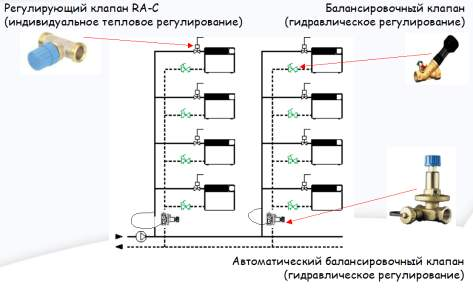 Регулирующий клапан RA-C
(индивидуальное тепловое регулирование)
Балансировочный клапан
(гидравлическое регулирование)
Автоматический балансировочный клапан
(гидравлическое регулирование)